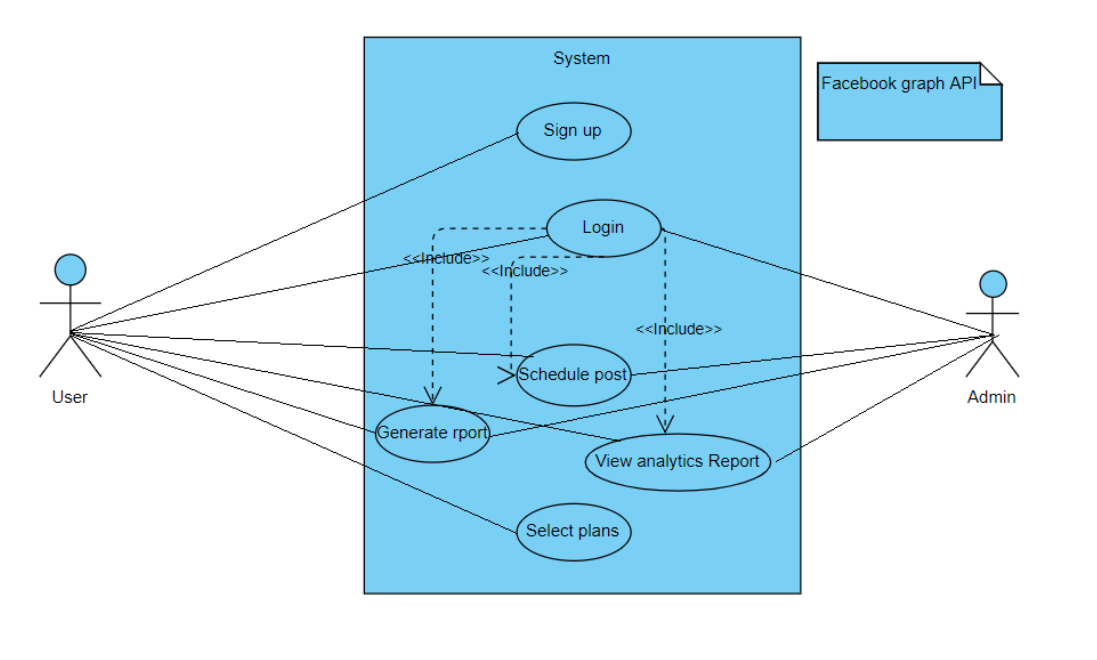 System
Facebook graph API
Sign up
Login
<<Include>>
<<Include>>
<<Include>>
Schedule post
User
Admin
Generate rport
View analytics Report
Select plans